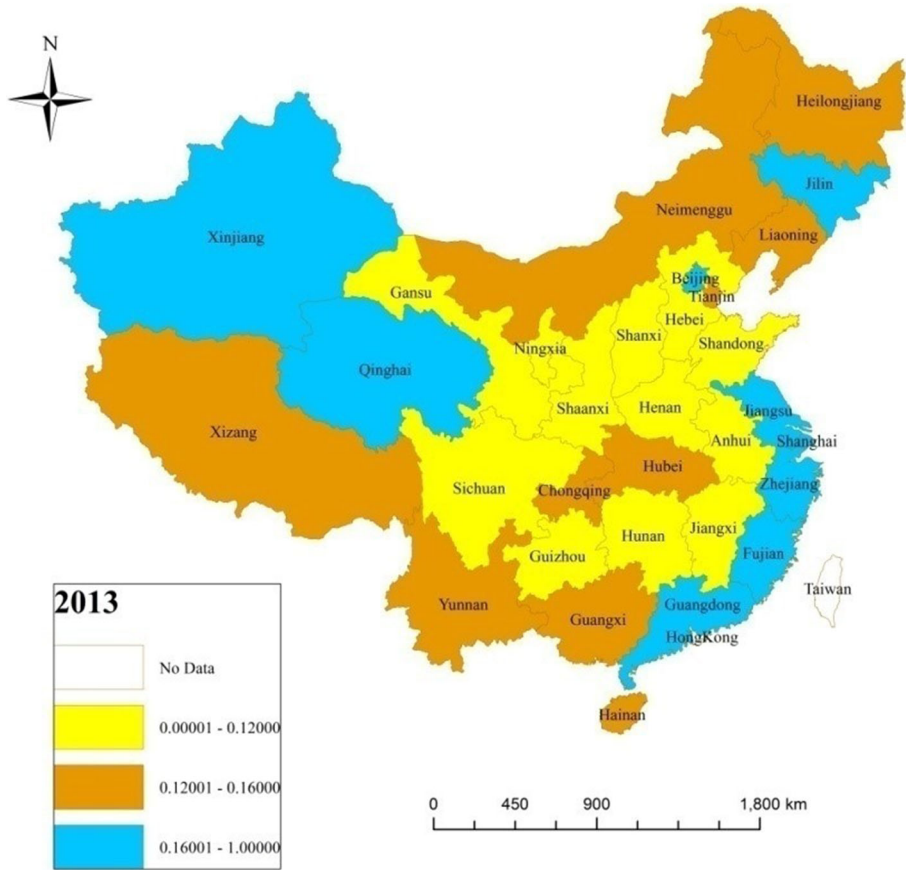 N
Heilongjiang
Jilin
Neimenggu
Liaoning
Xinjiang
Beijing
Gansu
Tianjin
Hebei
Shanxi
Shandong
Ningxia
Qinghai
Shaanxi
Henan
Jiangsu
Xizang
Anhui
Shanghai
Hubei
Zhejiang
Sichuan
Chongqing
Jiangxi
Hunan
Guizhou
Fujian
Taiwan
Yunnan
Guangdong
Guangxi
HongKong
Hainan
2013
No Data
0.00001 - 0.12000
0.12001 - 0.16000
0.16001 - 1.00000
0 450 900 1,800 km